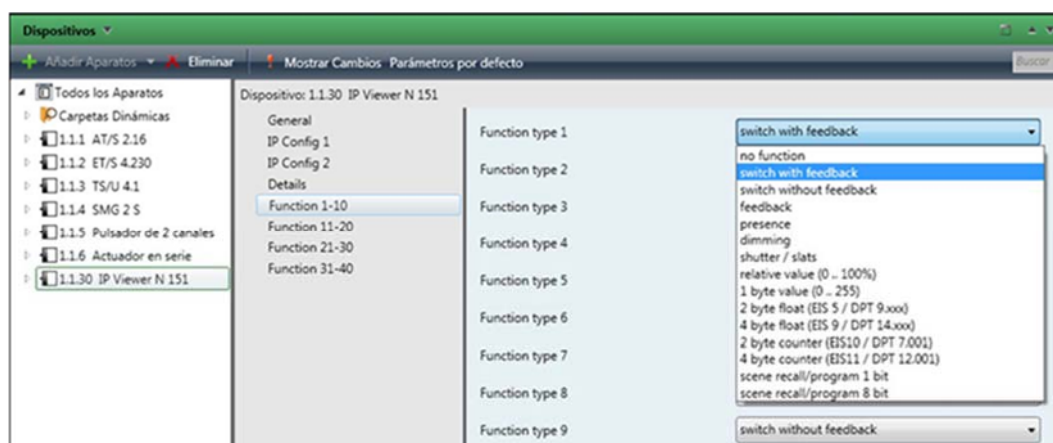 Dispositivos
Añadir Aparatos Eliminar Mostrar Cambios Parámetros por defecto Buscar
Todos los Aparatos
Carpetas Dinámicas
1.1.1 AT/S 2.16
1.1.2 ET/S 4.230
1.1.3 TS/U 4.1
1.1.4 SMG 2 S
1.1.5 Pulsador de 2 canales
1.1.6 Actuador en serie
1.1.30 IP Viewer N 151
Dispositivo: 1.1.30 IP Viewer N 151
General
IP Config 1
IP Config 2
Details
Function 1-10
Function 11-20
Function 21-30
Function 31-40
Function type 1
Function type 2
Function type 3
Function type 4
Function type 5
Function type 6
Function type 7
Function type 8
Function type 9
switch with feedback
no function
switch with feedback
switch without feedback
feedback
presence
dimming
shutter / slats
relative value (0 .. 100%)
1 byte value (0 .. 255)
2 byte float (EIS 5 / DPT 9.xxx)
4 byte float (EIS 9 / DPT 14.xxx)
2 byte counter (EIS10 / DPT 7.001)
4 byte counter (EIS11 / DPT 12.001)
scene recall/program 1 bit
scene recall/program 8 bit
switch without feedback